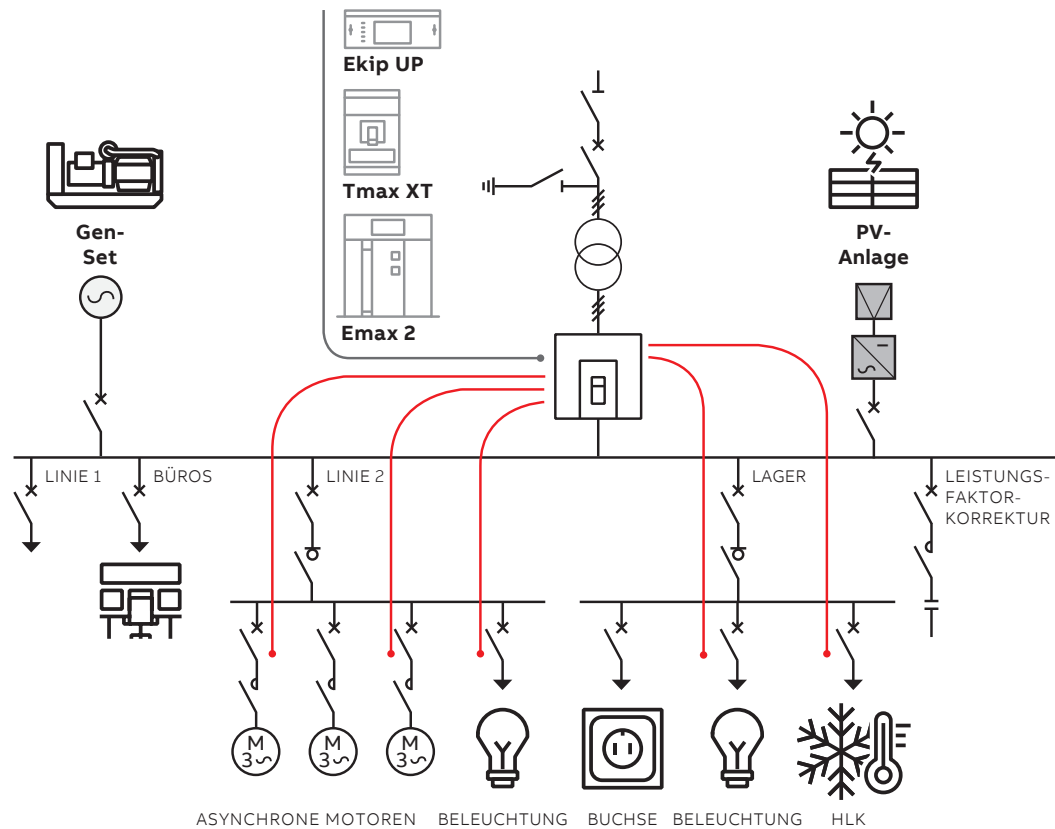 Ekip UP
Tmax XT
Emax 2
Gen-
Set
PV-
Anlage
LINIE 1
BÜROS
LINIE 2
LAGER
LEISTUNGS-
FAKTOR-
KORREKTUR
M
3
M
3
M
3
ASYNCHRONE MOTOREN
BELEUCHTUNG
BUCHSE
BELEUCHTUNG
HLK